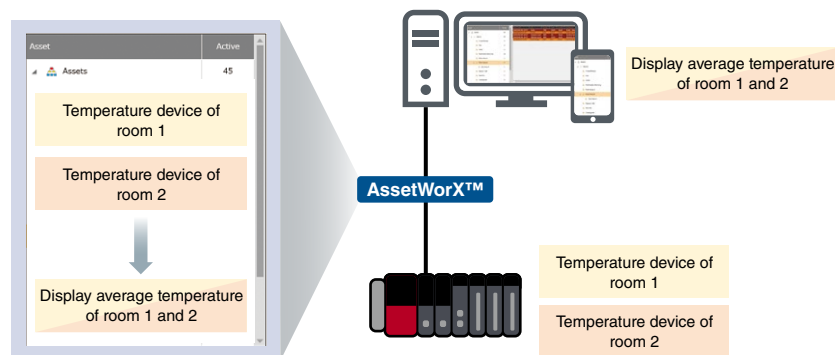 Asset Active
Assets 45
Temperature device of
room 1
Temperature device of
room 2
Display average temperature
of room 1 and 2
AssetWorX™
Display average temperature
of room 1 and 2
Temperature device of
room 1
Temperature device of
room 2